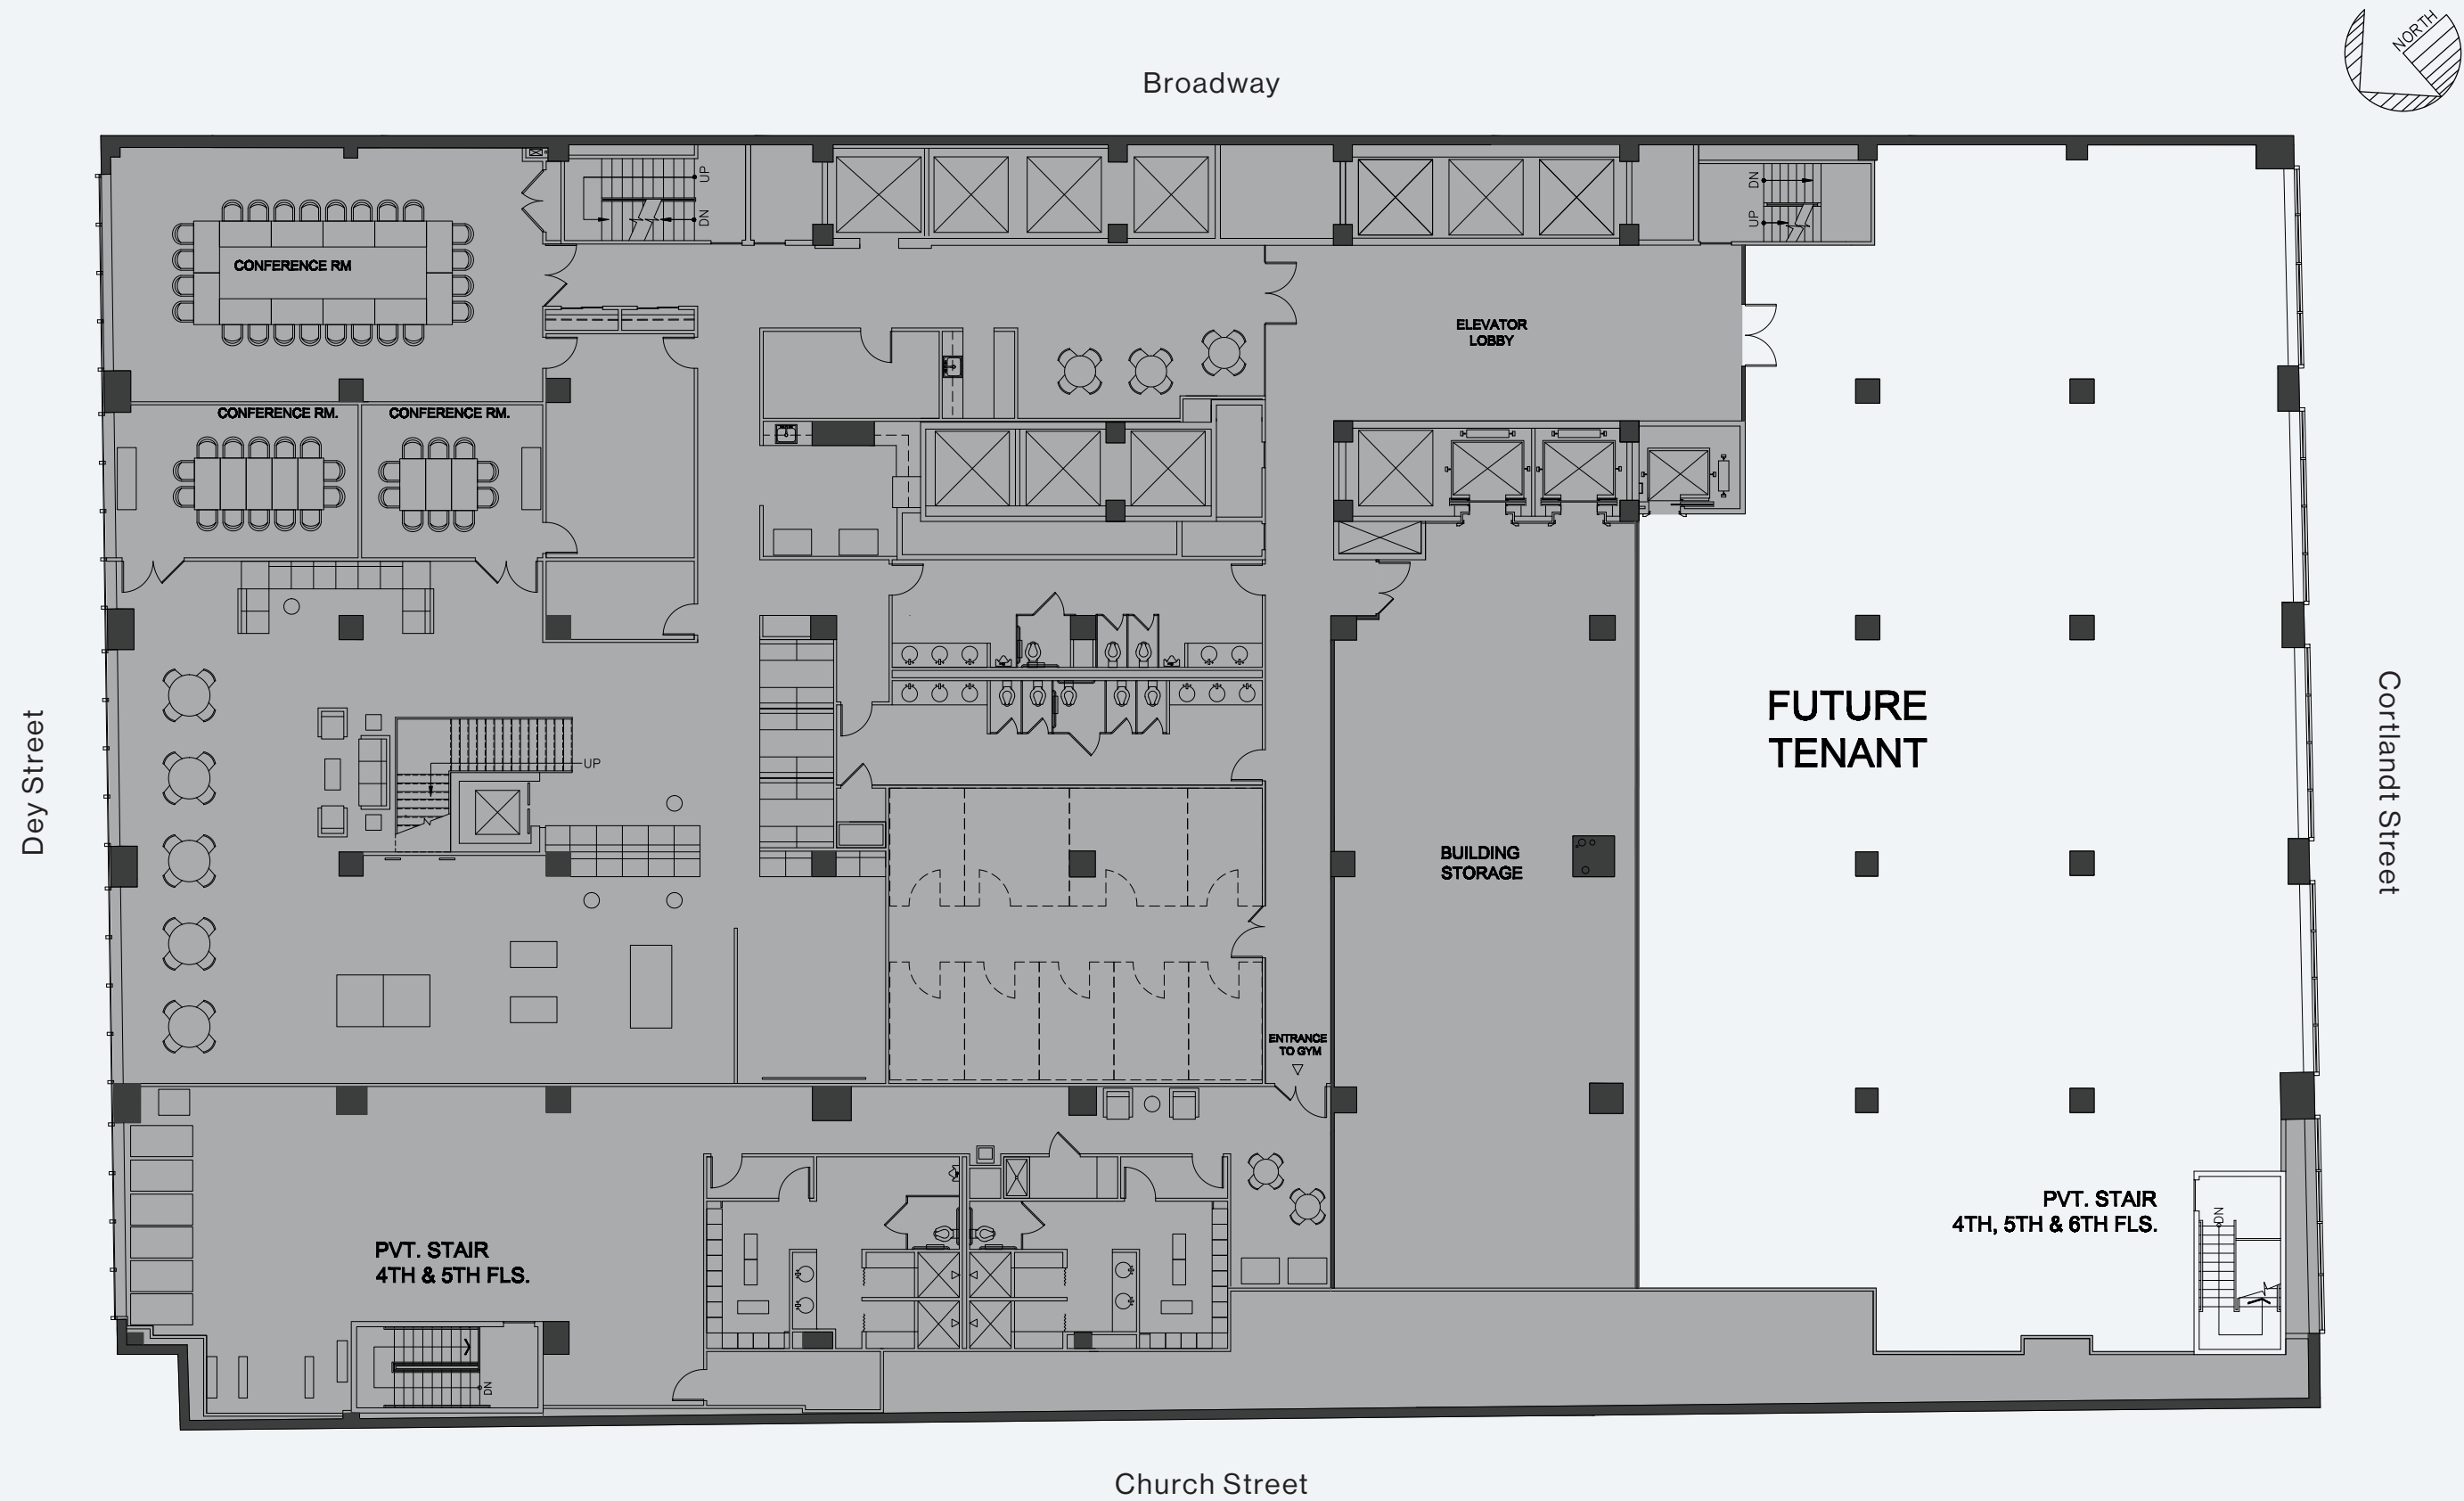 NORTH
Broadway
UP
DN
DN
UP
CONFERENCE RM
ELEVATOR
LOBBY
CONFERENCE RM.
CONFERENCE RM.
FUTURE
TENANT
Dey Street
Cortlandt Street
UP
BUILDING
STORAGE
ENTRANCE
TO GYM
PVT. STAIR
4TH, 5TH & 6TH FLS.
DN
PVT. STAIR
4TH & 5TH FLS.
DN
Church Street